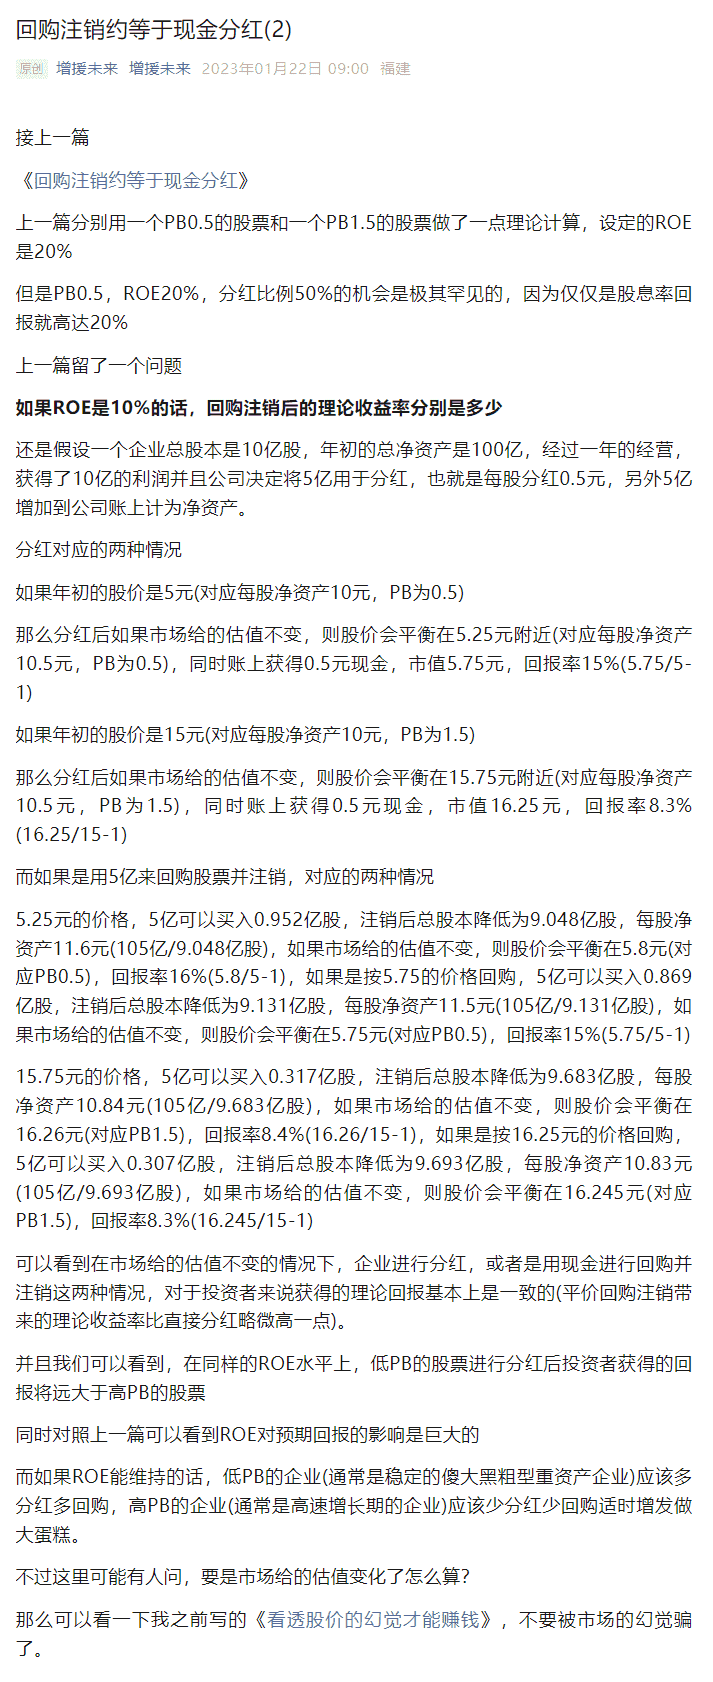 回购注销约等于现金分红(2)
原创 增援未来 增援未来 2023年01月22日 09:00 福建
接上一篇
《回购注销约等于现金分红》
上一篇分别用一个PB0.5的股票和一个PB1.5的股票做了一点理论计算，设定的ROE
是20%
但是PB0.5，ROE20%，分红比例50%的机会是极其罕见的，因为仅仅是股息率回
报就高达20%
上一篇留了一个问题
如果ROE是10%的话，回购注销后的理论收益率分别是多少
还是假设一个企业总股本是10亿股，年初的总净资产是100亿，经过一年的经营，
获得了10亿的利润并且公司决定将5亿用于分红，也就是每股分红0.5元，另外5亿
增加到公司账上计为净资产。
分红对应的两种情况
如果年初的股价是5元(对应每股净资产10元，PB为0.5)
那么分红后如果市场给的估值不变，则股价会平衡在5.25元附近(对应每股净资产
10.5元，PB为0.5)，同时账上获得0.5元现金，市值5.75元，回报率15%(5.75/5-
1)
如果年初的股价是15元(对应每股净资产10元，PB为1.5)
那么分红后如果市场给的估值不变，则股价会平衡在15.75元附近(对应每股净资产
10.5元，PB为1.5)，同时账上获得0.5元现金，市值16.25元，回报率8.3%
(16.25/15-1)
而如果是用5亿来回购股票并注销，对应的两种情况
5.25元的价格，5亿可以买入0.952亿股，注销后总股本降低为9.048亿股，每股净
资产11.6元(105亿/9.048亿股)，如果市场给的估值不变，则股价会平衡在5.8元(对
应PB0.5)，回报率16%(5.8/5-1)，如果是按5.75的价格回购，5亿可以买入0.869
亿股，注销后总股本降低为9.131亿股，每股净资产11.5元(105亿/9.131亿股)，如
果市场给的估值不变，则股价会平衡在5.75元(对应PB0.5)，回报率15%(5.75/5-1)
15.75元的价格，5亿可以买入0.317亿股，注销后总股本降低为9.683亿股，每股
净资产10.84元(105亿/9.683亿股)，如果市场给的估值不变，则股价会平衡在
16.26元(对应PB1.5)，回报率8.4%(16.26/15-1)，如果是按16.25元的价格回购，
5亿可以买入0.307亿股，注销后总股本降低为9.693亿股，每股净资产10.83元
(105亿/9.693亿股)，如果市场给的估值不变，则股价会平衡在16.245元(对应
PB1.5)，回报率8.3%(16.245/15-1)
可以看到在市场给的估值不变的情况下，企业进行分红，或者是用现金进行回购并
注销这两种情况，对于投资者来说获得的理论回报基本上是一致的(平价回购注销带
来的理论收益率比直接分红略微高一点)。
并且我们可以看到，在同样的ROE水平上，低PB的股票进行分红后投资者获得的回
报将远大于高PB的股票
同时对照上一篇可以看到ROE对预期回报的影响是巨大的
而如果ROE能维持的话，低PB的企业(通常是稳定的傻大黑粗型重资产企业)应该多
分红多回购，高PB的企业(通常是高速增长期的企业)应该少分红少回购适时增发做
大蛋糕。
不过这里可能有人问，要是市场给的估值变化了怎么算?
那么可以看一下我之前写的《看透股价的幻觉才能赚钱》，不要被市场的幻觉骗
了。